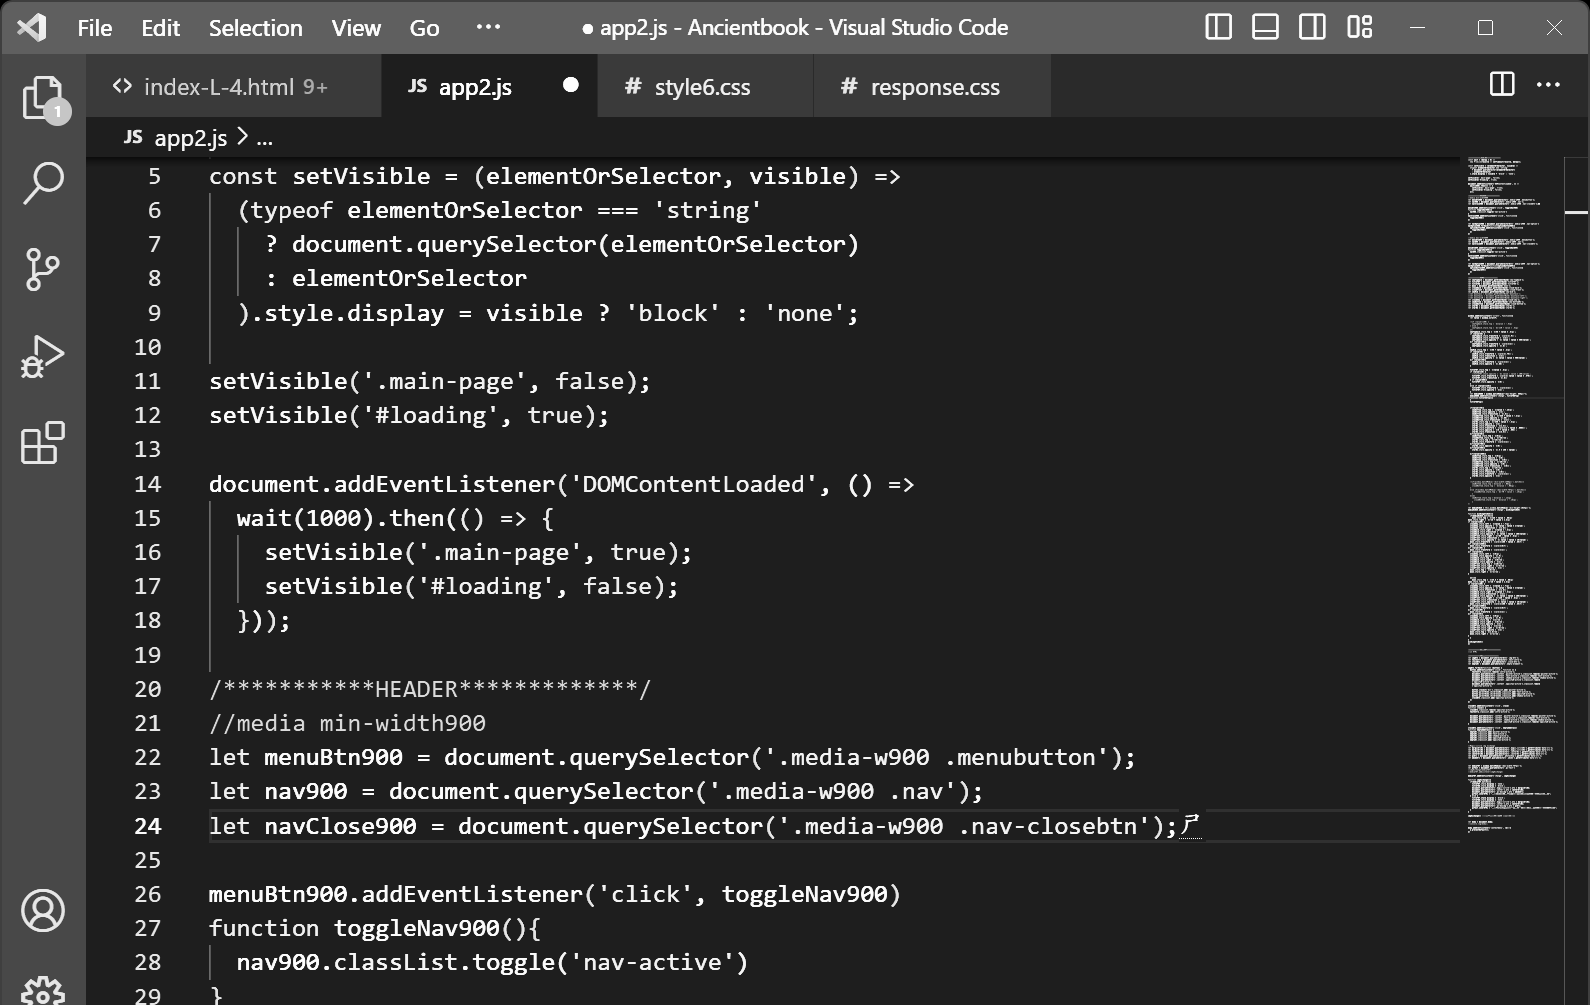 File Edit Selection View Go ··· ● app2.js - Ancientbook - Visual Studio Code
<> index-L-4.html 9+ JS app2.js ● # style6.css # response.css ···
1
JS app2.js > ...
5 const setVisible = (elementOrSelector, visible) =>
6 (typeof elementOrSelector === 'string'
7 ? document.querySelector(elementOrSelector)
8 : elementOrSelector
9 ).style.display = visible ? 'block' : 'none';
10
11 setVisible('.main-page', false);
12 setVisible('#loading', true);
13
14 document.addEventListener('DOMContentLoaded', () =>
15 wait(1000).then(() => {
16 setVisible('.main-page', true);
17 setVisible('#loading', false);
18 }));
19
20 /***********HEADER*************/
21 //media min-width900
22 let menuBtn900 = document.querySelector('.media-w900 .menubutton');
23 let nav900 = document.querySelector('.media-w900 .nav');
24 let navClose900 = document.querySelector('.media-w900 .nav-closebtn');ㄕ
25
26 menuBtn900.addEventListener('click', toggleNav900)
27 function toggleNav900(){
28 nav900.classList.toggle('nav-active')
29 }